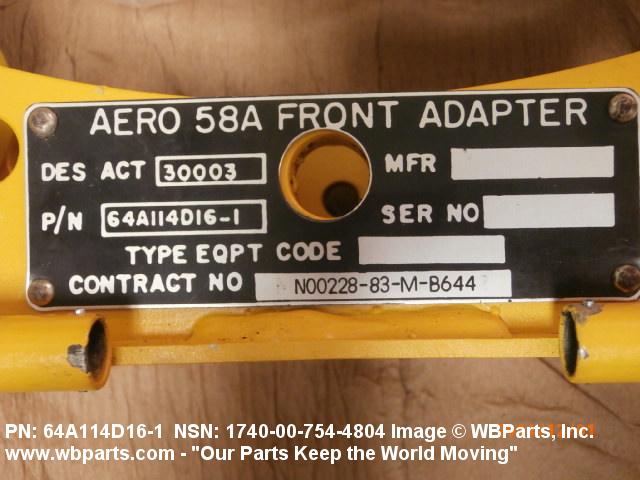 AERO 58A FRONT ADAPTER
DES ACT 30003 MFR
P/N 64A114D16-1 SER NO
TYPE EQPT CODE
CONTRACT NO N00228-83-M-B644
PN: 64A114D16-1 NSN: 1740-00-754-4804 Image © WBParts, Inc.
www.wbparts.com - "Our Parts Keep the World Moving"